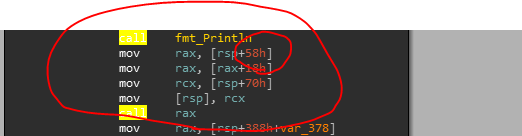 call fmt_Println
mov rax, [rsp+58h]
mov rax, [rax+18h]
mov rcx, [rsp+70h]
mov [rsp], rcx
call rax
mov rax, [rsp+388h+var_378]